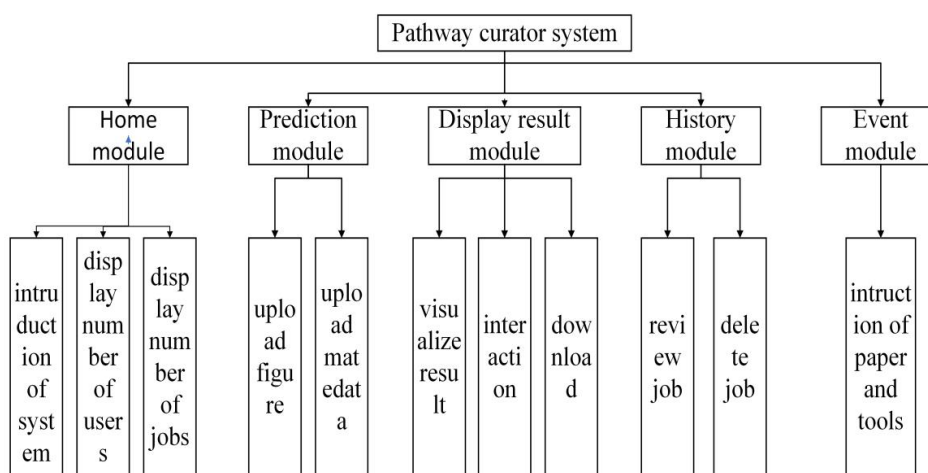 Pathway curator system
Home
module
Prediction
module
Display result
module
History
module
Event
module
intr
duct
ion
of
syst
em
disp
lay
num
ber
of
user
s
disp
lay
num
ber
of
jobs
uplo
ad
figu
re
uplo
ad
mat
edat
a
visu
alize
resu
lt
inter
acti
on
dow
nloa
d
revi
ew
job
dele
te
job
intruct
ion of
paper
and
tools